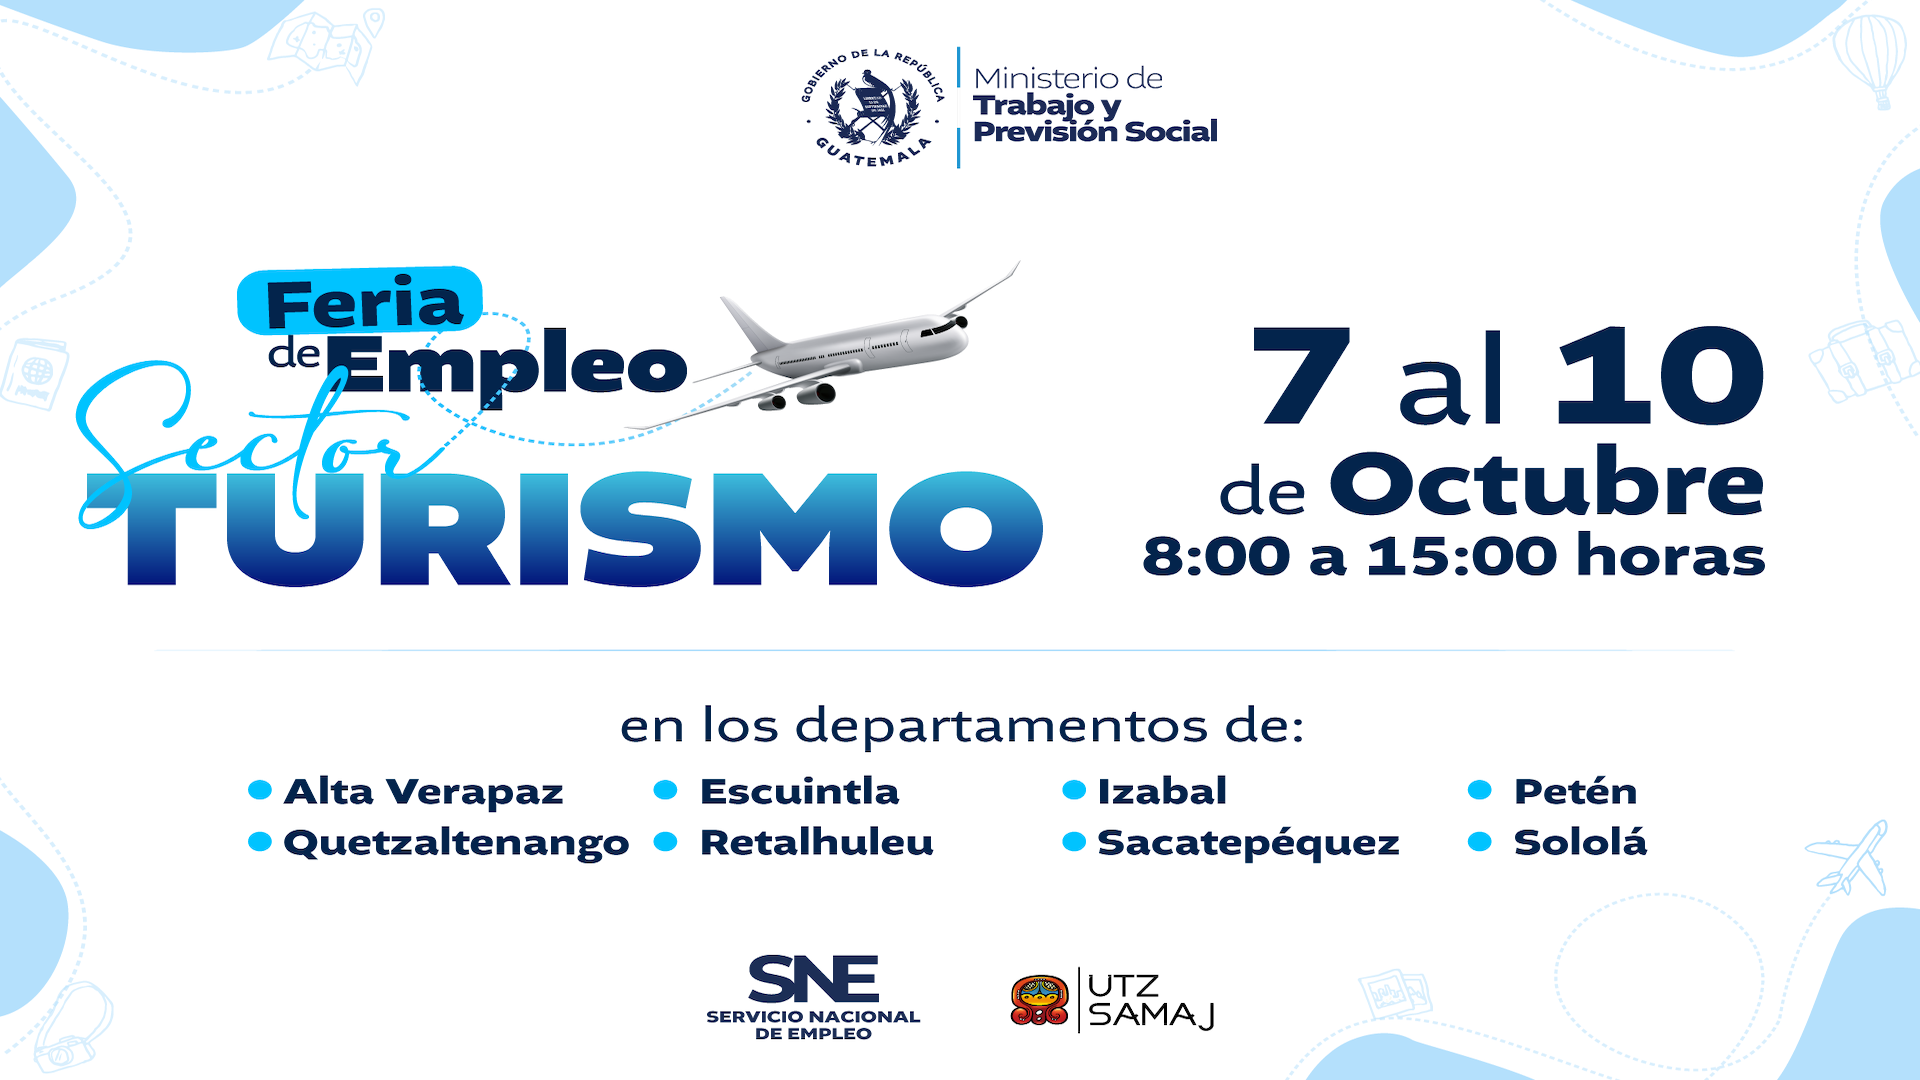 GOBIERNO DE LA REPÚBLICA
GUATEMALA
Ministerio de
Trabajo y
Previsión Social
Feria
de Empleo
Sector
TURISMO
7 al 10
de Octubre
8:00 a 15:00 horas
en los departamentos de:
Alta Verapaz
Escuintla
Izabal
Petén
Quetzaltenango
Retalhuleu
Sacatepéquez
Sololá
SNE
SERVICIO NACIONAL
DE EMPLEO
UTZ
SAMAJ